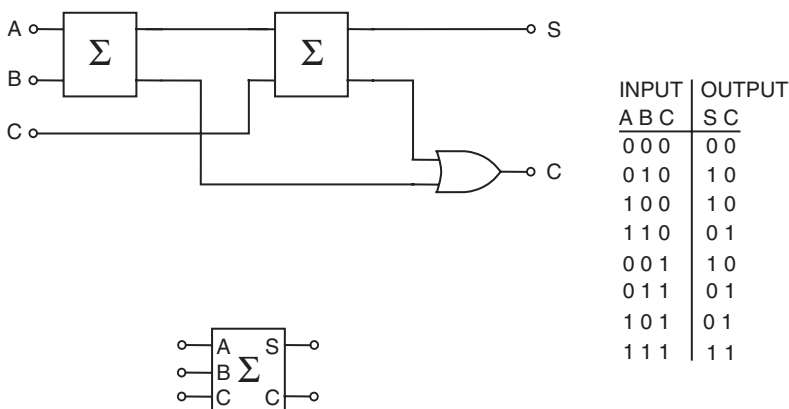 A Σ Σ S
B
C
C
INPUT OUTPUT
A B C S C
0 0 0 0 0
0 1 0 1 0
1 0 0 1 0
1 1 0 0 1
0 0 1 1 0
0 1 1 0 1
1 0 1 0 1
1 1 1 1 1
A S
B Σ
C C